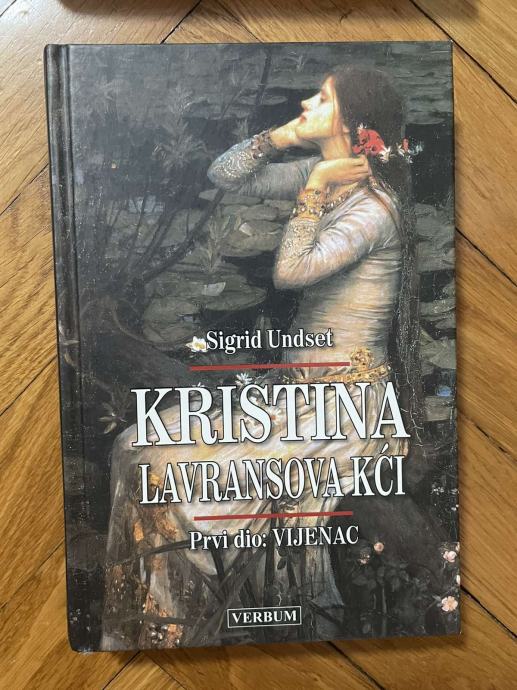 Sigrid Undset
KRISTINA
LAVRANSOVA KĆI
Prvi dio: VIJENAC
VERBUM